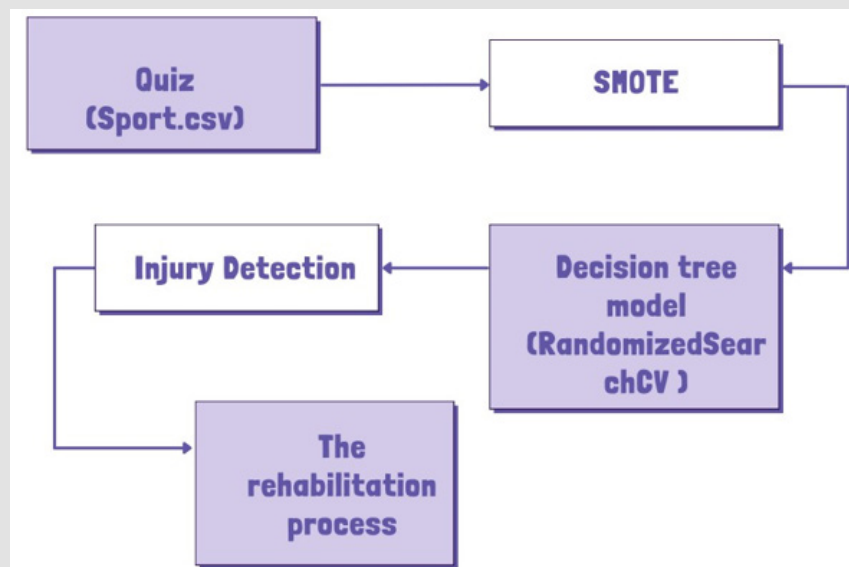 Quiz
(Sport.csv)
SMOTE
Decision tree
model
(RandomizedSear
chCV )
Injury Detection
The
rehabilitation
process